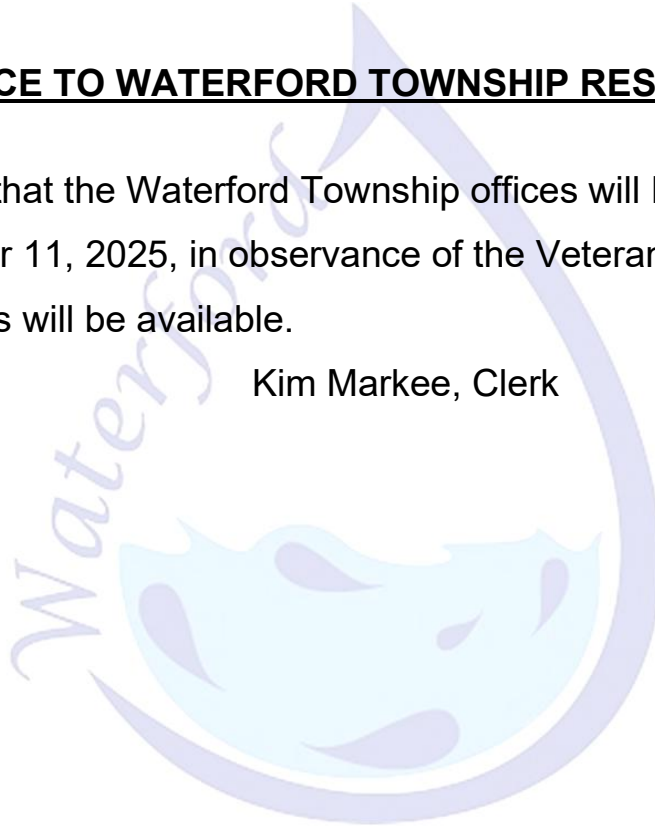 CE TO WATERFORD TOWNSHIP RES
that the Waterford Township offices will
r 11, 2025, in observance of the Veteran
s will be available.
Kim Markee, Clerk
Waterford